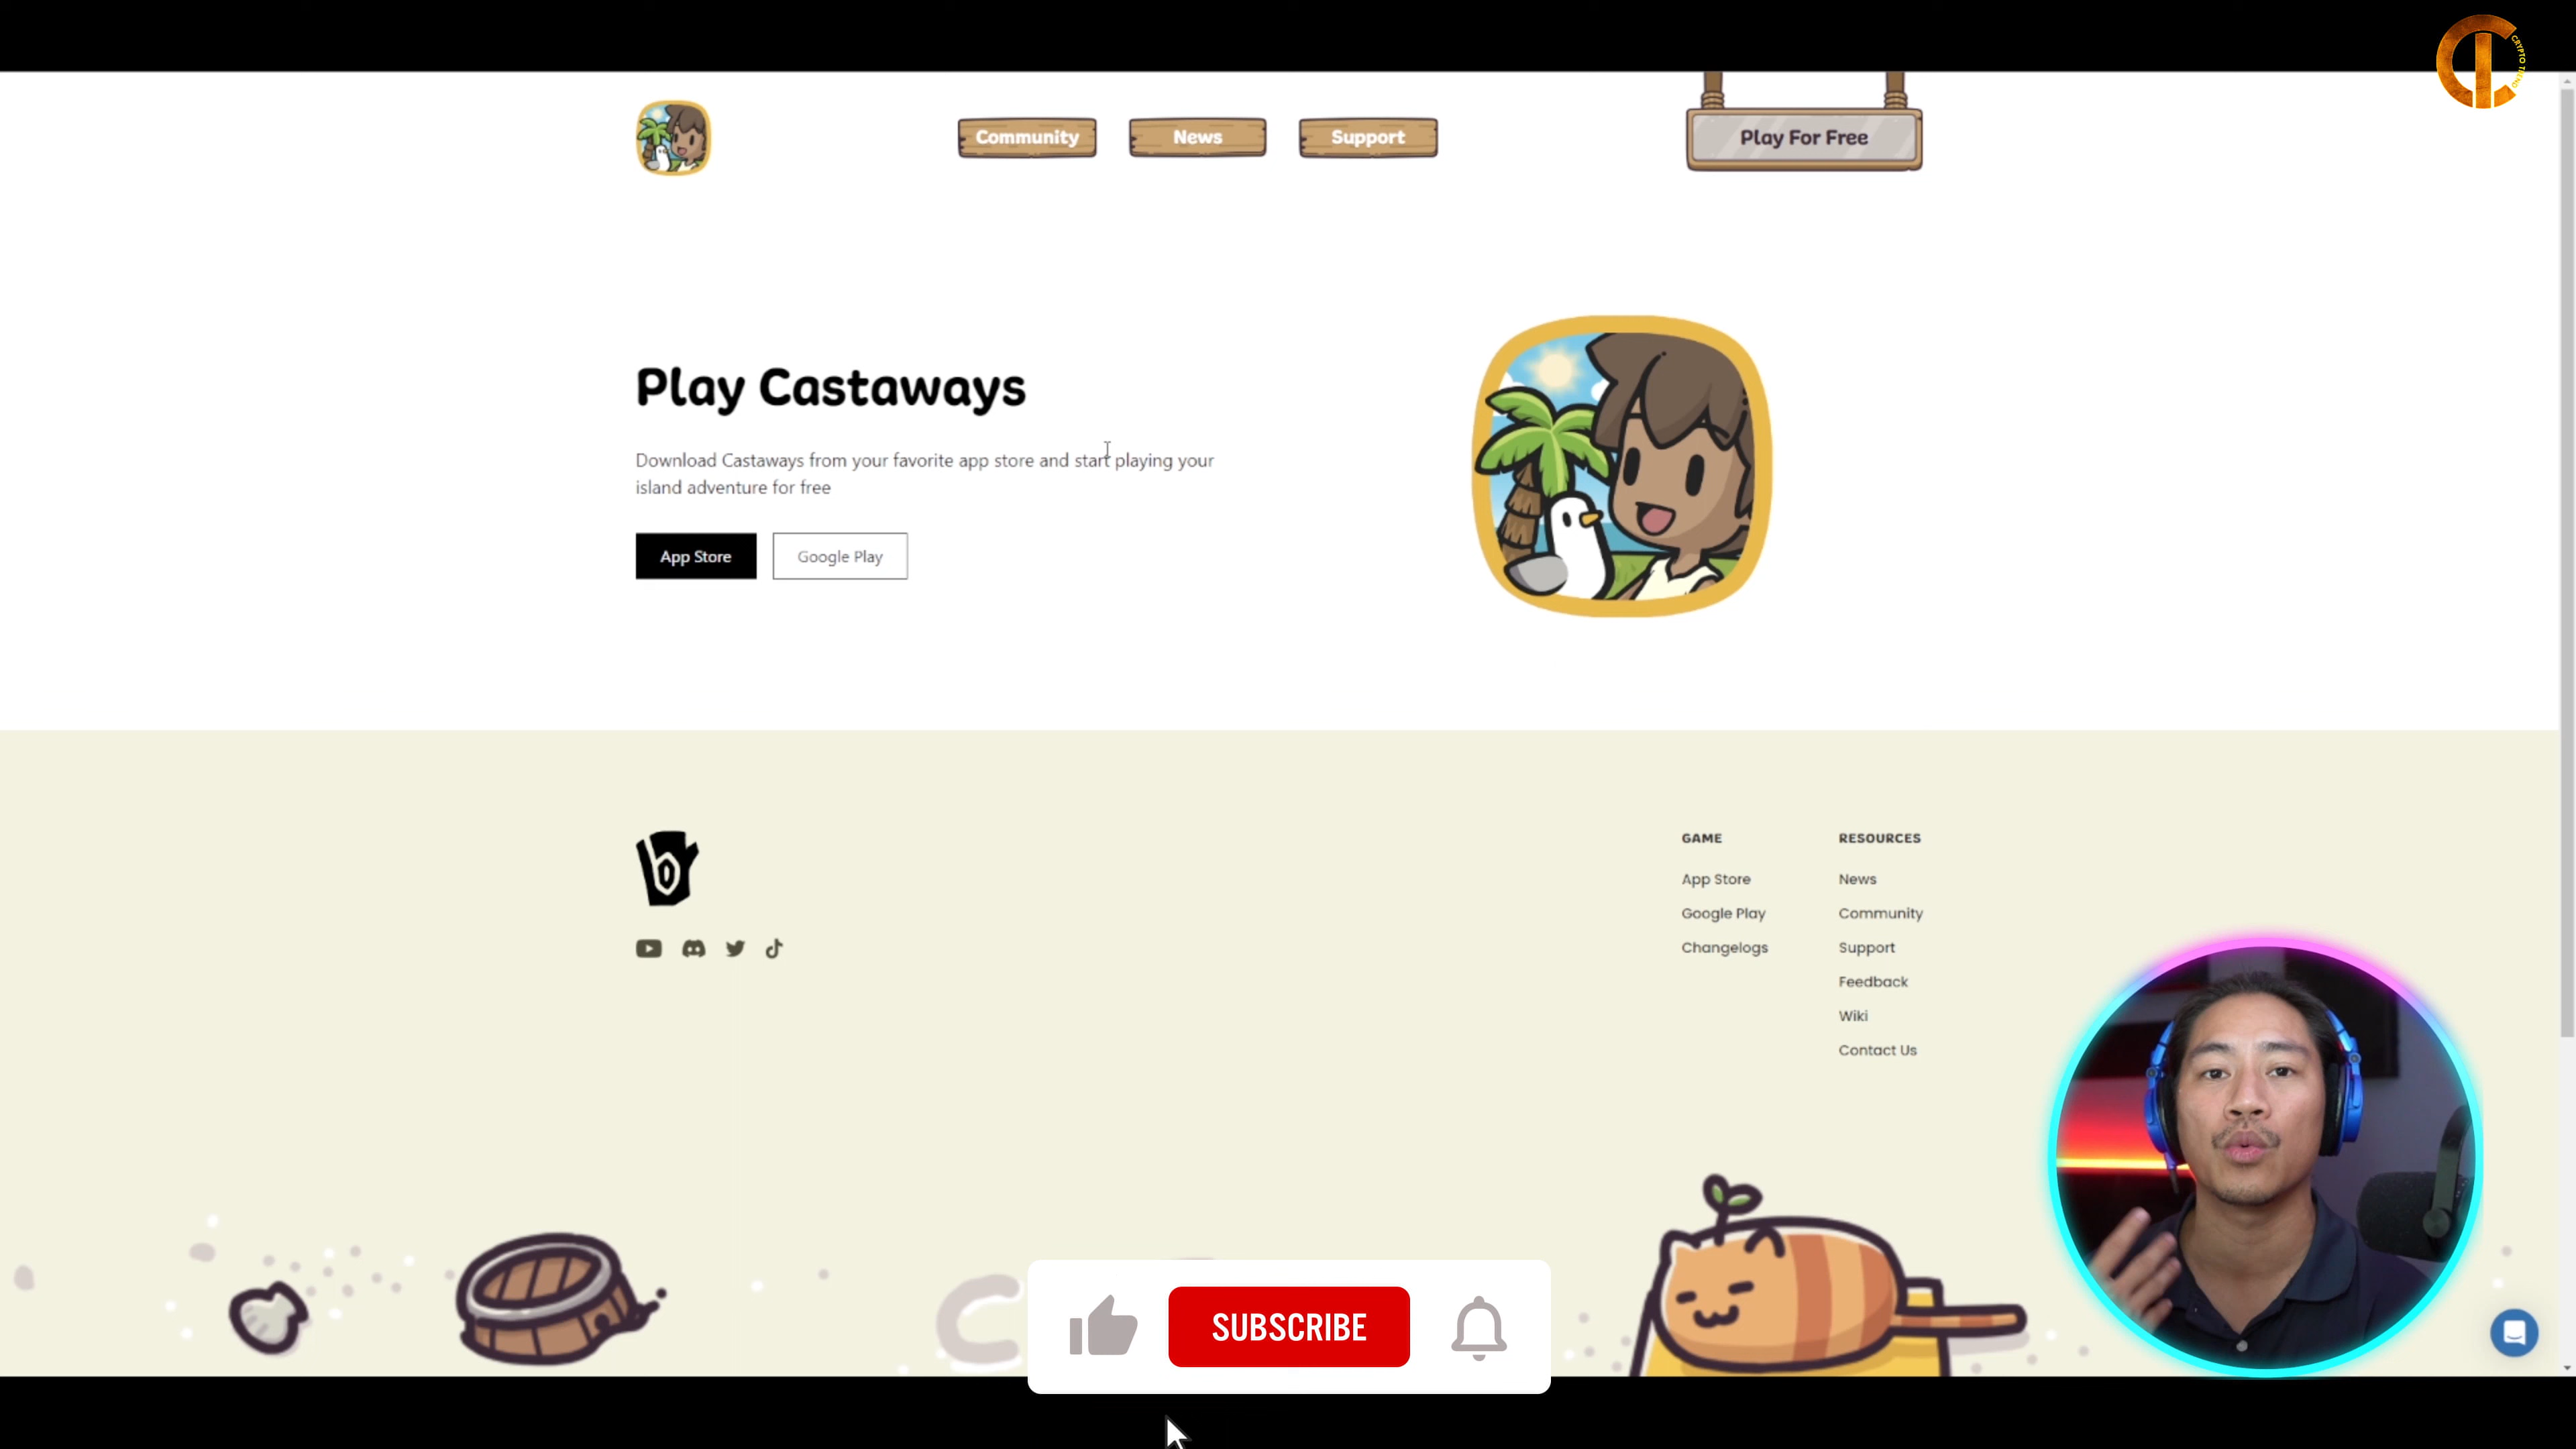 CRYPTO TREND
Community
News
Support
Play For Free
Play Castaways
Download Castaways from your favorite app store and start playing your
island adventure for free
App Store
Google Play
GAME
App Store
Google Play
Changelogs
RESOURCES
News
Community
Support
Feedback
Wiki
Contact Us
SUBSCRIBE